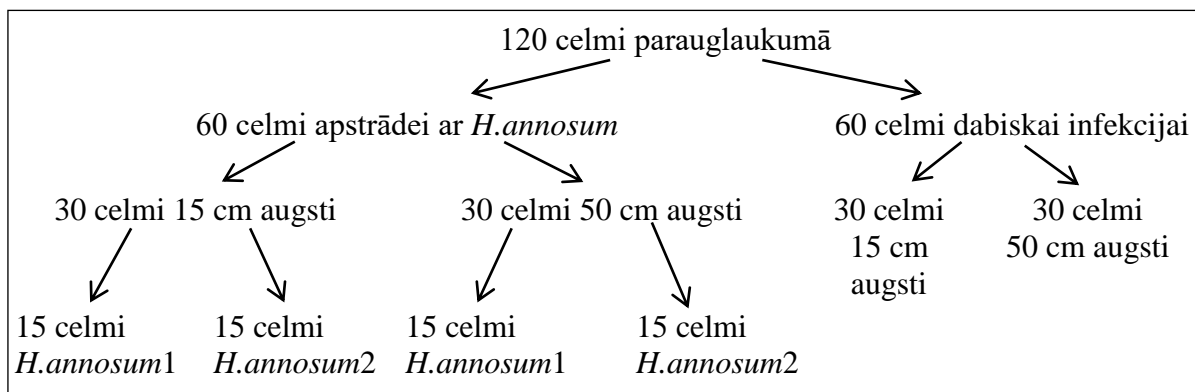 120 celmi parauglaukumā
60 celmi apstrādei ar H.annosum
60 celmi dabiskai infekcijai
30 celmi 15 cm augsti
30 celmi 50 cm augsti
30 celmi
15 cm
augsti
30 celmi
50 cm augsti
15 celmi
H.annosum1
15 celmi
H.annosum2
15 celmi
H.annosum1
15 celmi
H.annosum2